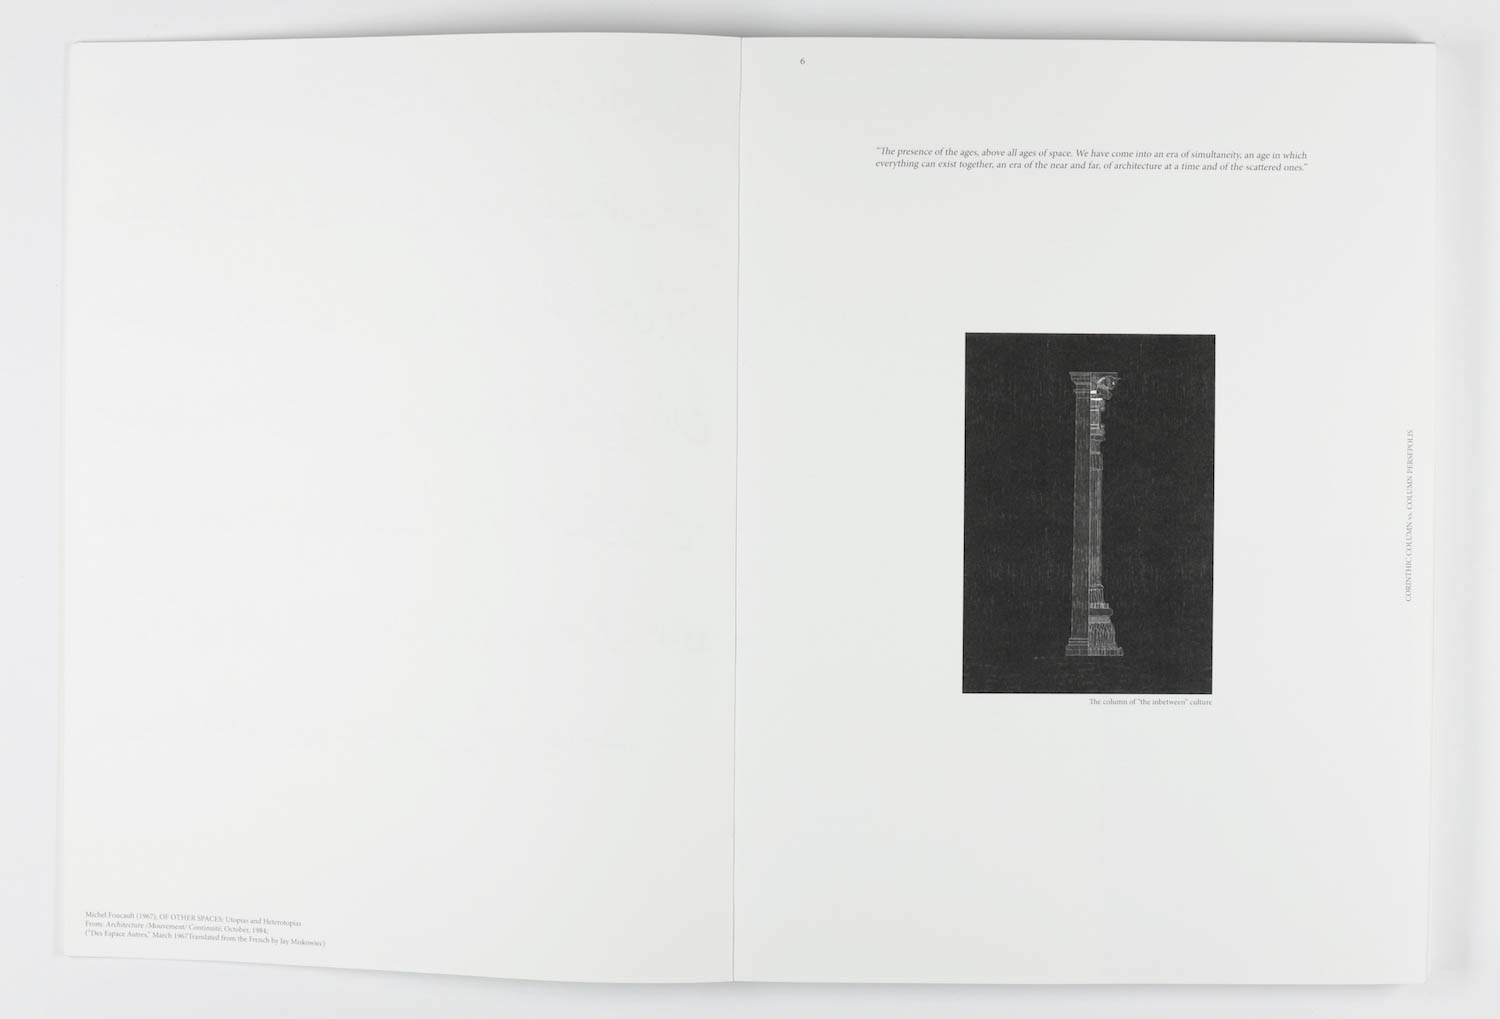 Michel Foucault (1967), OF OTHER SPACES: Utopias and Heterotopias
From: Architecture /Mouvement/ Continuité, October, 1984;
("Des Espace Autres," March 1967Translated from the French by Jay Miskowiec)
6
"The presence of the ages, above all ages of space. We have come into an era of simultaneity, an age in which
everything can exist together, an era of the near and far, of architecture at a time and of the scattered ones."
The column of "the inbetween" culture
CORINTHIC COLUMN vs. COLUMN PERSEPOLIS